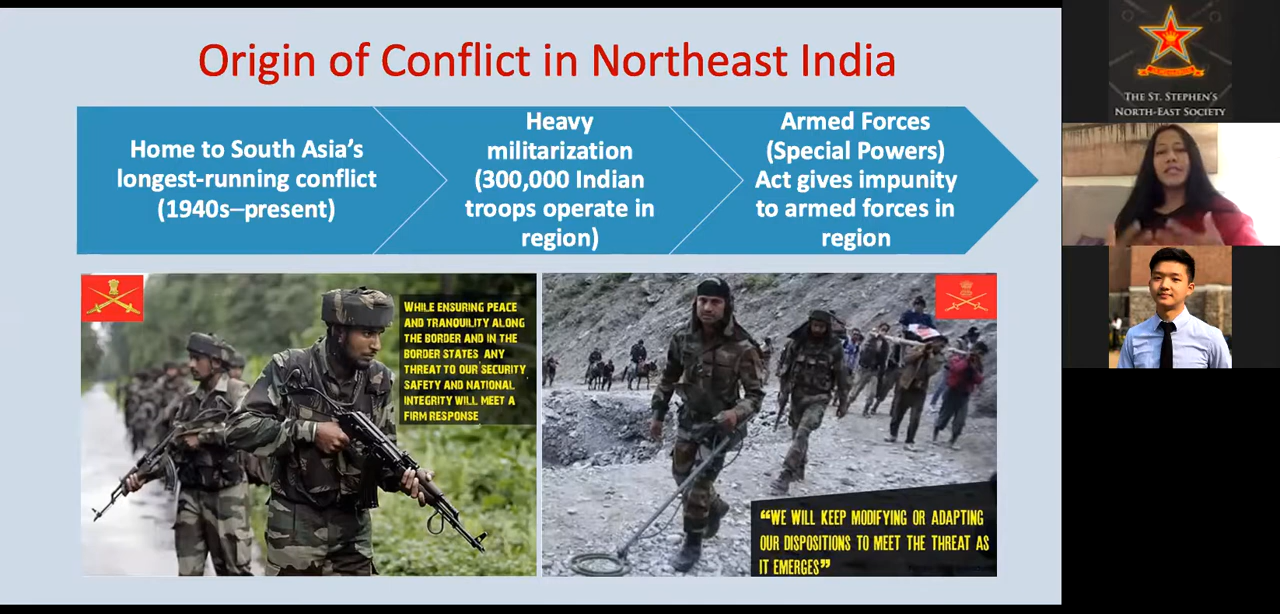 Origin of Conflict in Northeast India
Home to South Asia's
longest-running conflict
(1940s–present)
Heavy
militarization
(300,000 Indian
troops operate in
region)
Armed Forces
(Special Powers)
Act gives impunity
to armed forces in
region
WHILE ENSURING PEACE
AND TRANQUILITY ALONG
THE BORDER AND IN THE
BORDER STATES ANY
THREAT TO OUR SECURITY
SAFETY AND NATIONAL
INTEGRITY WILL MEET A
FIRM RESPONSE
“WE WILL KEEP MODIFYING OR ADAPTING
OUR DISPOSITIONS TO MEET THE THREAT AS
IT EMERGES”
THE ST. STEPHEN'S
NORTH-EAST SOCIETY